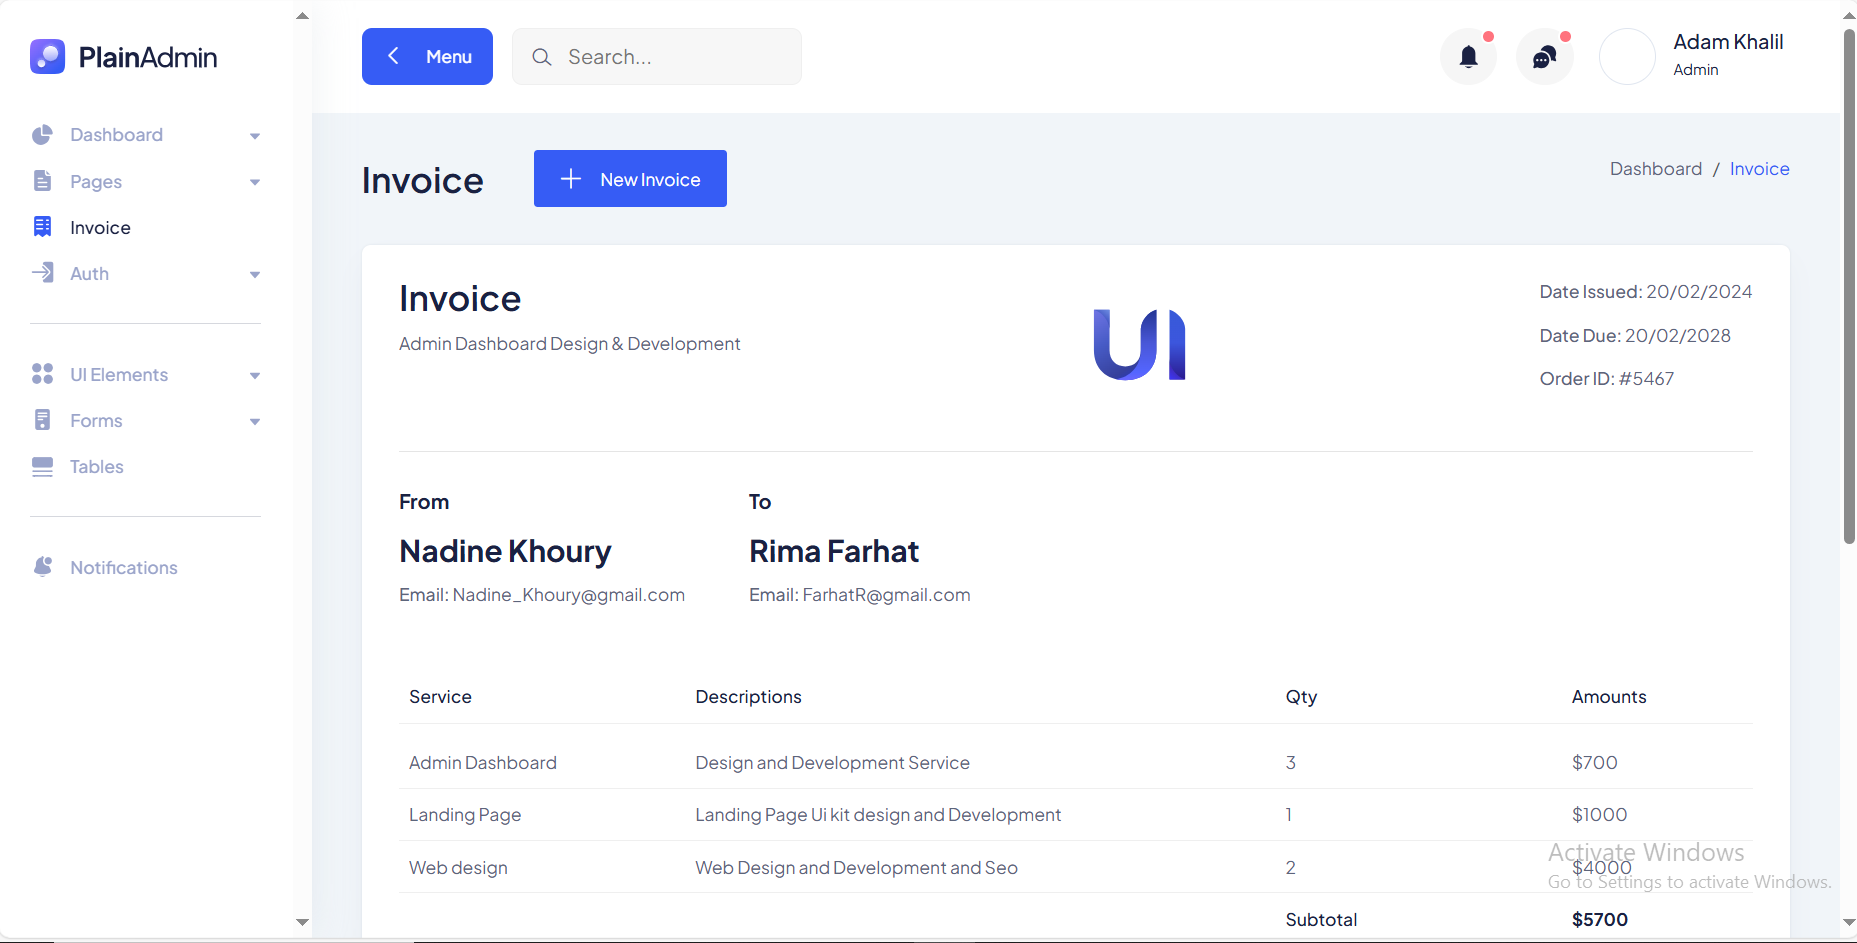 PlainAdmin
Menu
Search...
Adam Khalil
Admin
Dashboard
Pages
Invoice
Auth
UI Elements
Forms
Tables
Notifications
Invoice
New Invoice
Dashboard / Invoice
Invoice
Admin Dashboard Design & Development
UI
Date Issued: 20/02/2024
Date Due: 20/02/2028
Order ID: #5467
From
Nadine Khoury
Email: Nadine_Khoury@gmail.com
To
Rima Farhat
Email: FarhatR@gmail.com
Service Descriptions Qty Amounts
Admin Dashboard Design and Development Service 3 $700
Landing Page Landing Page Ui kit design and Development 1 $1000
Web design Web Design and Development and Seo 2 $4000
Subtotal $5700
Activate Windows
Go to Settings to activate Windows.